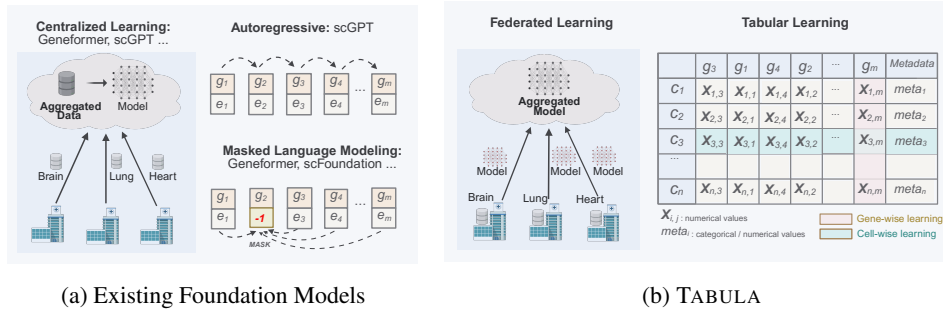 Centralized Learning:
Geneformer, scGPT ...
Aggregated
Data
Model
Brain
Lung
Heart
Autoregressive: scGPT
g1 g2 g3 g4 ... gm
e1 e2 e3 e4 em
Masked Language Modeling:
Geneformer, scFoundation ...
g1 g2 g3 g4 ... gm
e1 -1 e3 e4 em
MASK
(a) Existing Foundation Models
Federated Learning
Aggregated
Model
Model
Model
Model
Brain
Lung
Heart
Tabular Learning
g3 g1 g4 g2 ... gm Metadata
C1 X1,3 X1,1 X1,4 X1,2 ... X1,m meta1
C2 X2,3 X2,1 X2,4 X2,2 X2,m meta2
C3 X3,3 X3,1 X3,4 X3,2 X3,m meta3
...
Cn Xn,3 Xn,1 Xn,4 Xn,2 Xn,m metan
Xi, j : numerical values
metai : categorical / numerical values
Gene-wise learning
Cell-wise learning
(b) TABULA